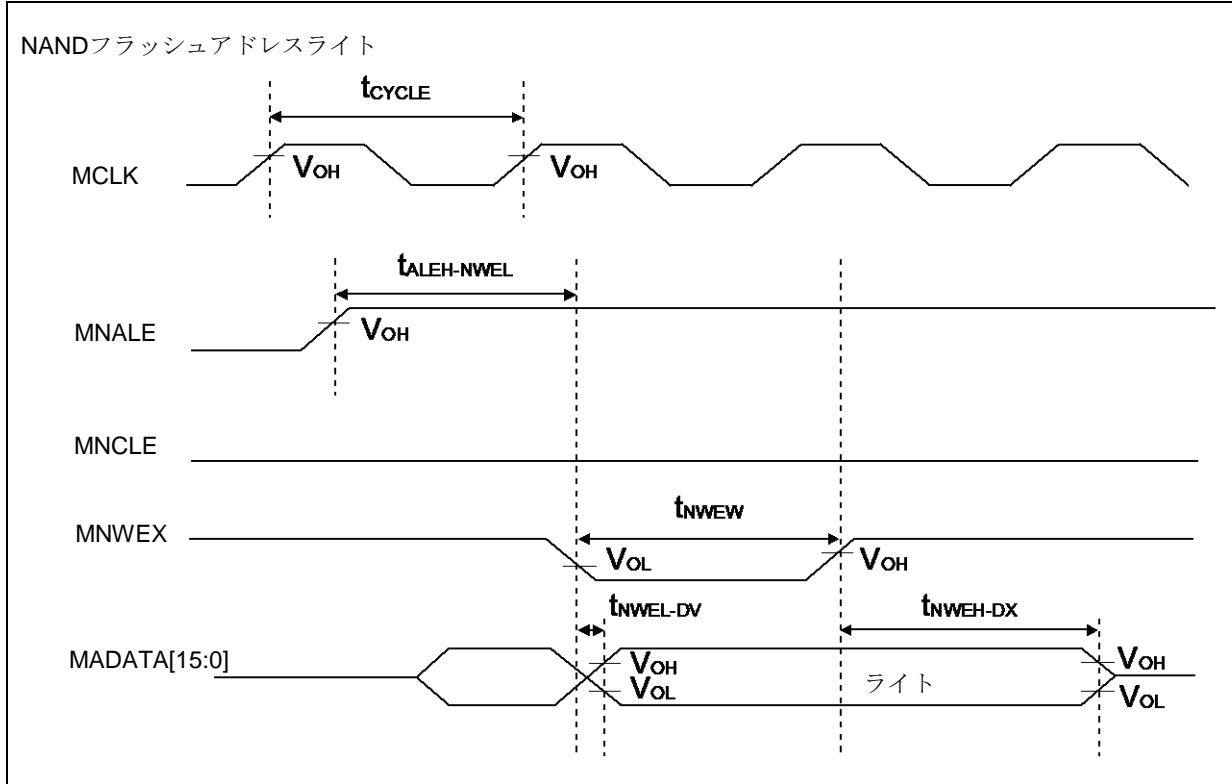 NANDフラッシュアドレスライト
tCYCLE
MCLK
VOH
VOH
tALEH-NWEL
MNALE
VOH
MNCLE
tNWEW
MNWEX
VOL
VOH
tNWEL-DV
tNWEH-DX
MADATA[15:0]
VOH
VOL
ライト
VOH
VOL